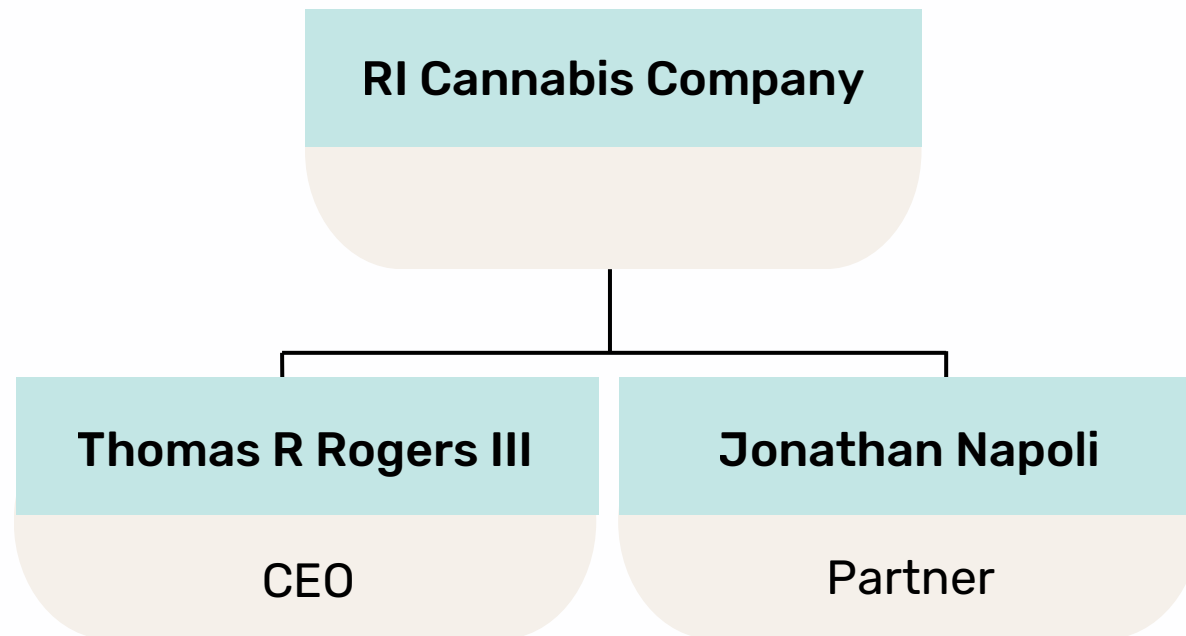 RI Cannabis Company
Thomas R Rogers III
Jonathan Napoli
CEO
Partner